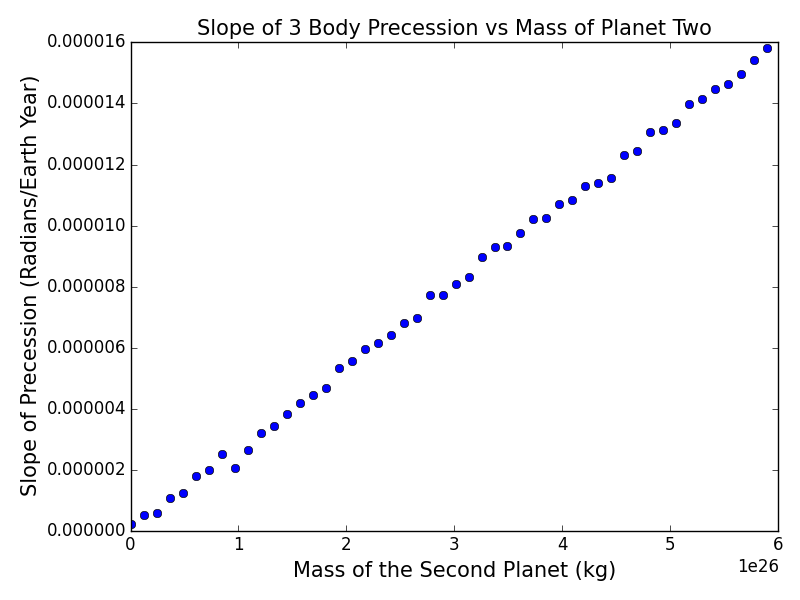 Slope of 3 Body Precession vs Mass of Planet Two
0.000016
0.000014
0.000012
0.000010
0.000008
0.000006
0.000004
0.000002
0.000000
Slope of Precession (Radians/Earth Year)
0 1 2 3 4 5 6
1e26
Mass of the Second Planet (kg)